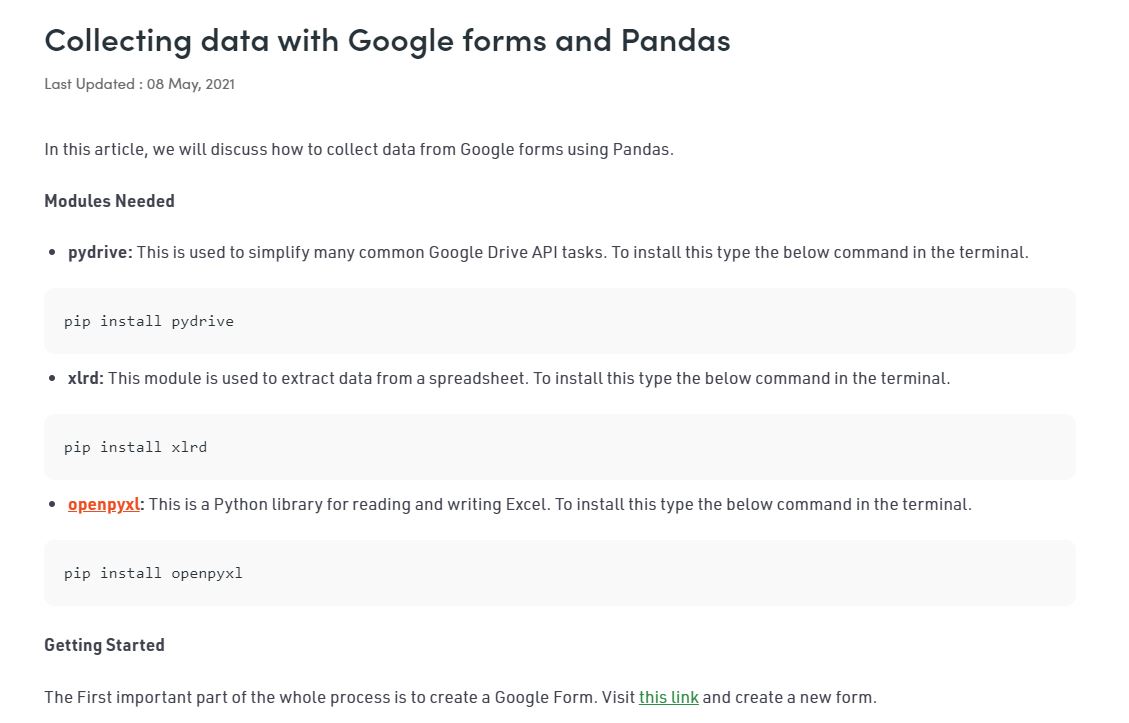 Collecting data with Google forms and Pandas
Last Updated : 08 May, 2021
In this article, we will discuss how to collect data from Google forms using Pandas.
Modules Needed
• pydrive: This is used to simplify many common Google Drive API tasks. To install this type the below command in the terminal.
pip install pydrive
• xlrd: This module is used to extract data from a spreadsheet. To install this type the below command in the terminal.
pip install xlrd
• openpyxl: This is a Python library for reading and writing Excel. To install this type the below command in the terminal.
pip install openpyxl
Getting Started
The First important part of the whole process is to create a Google Form. Visit this link and create a new form.